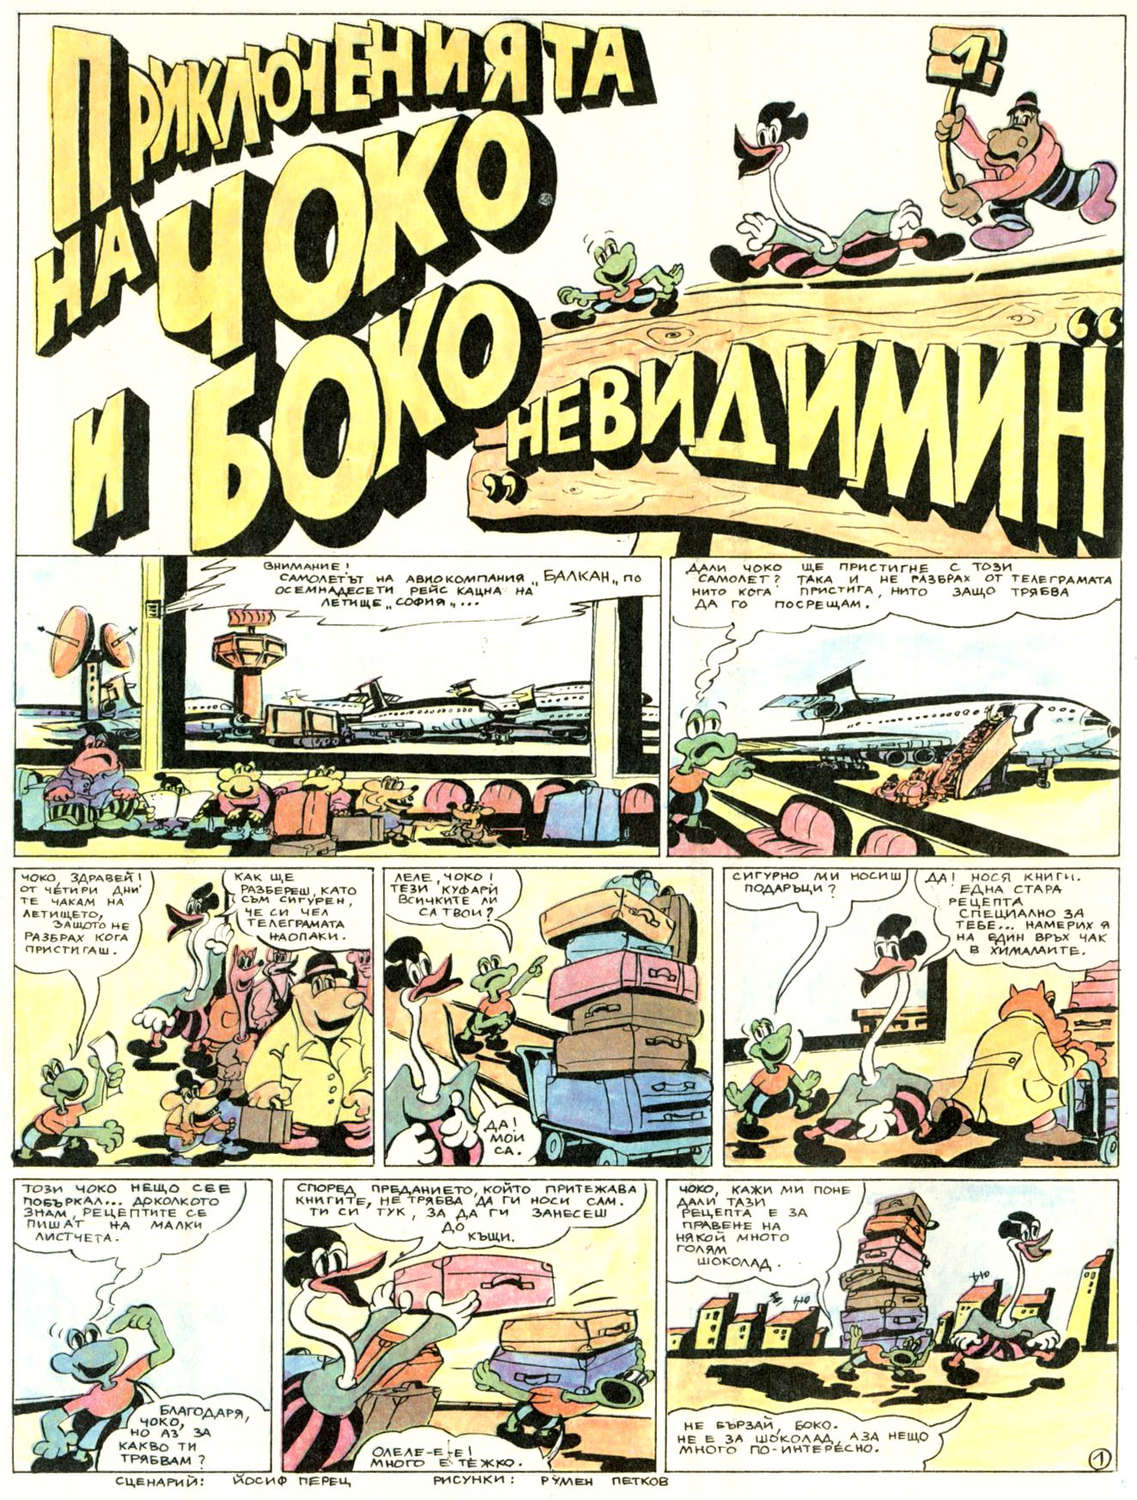 ПРИКЛЮЧЕНИЯТА
НА ЧОКО
И БОКО
1.
„НЕВИДИМИН“
ВНИМАНИЕ!
САМОЛЕТЪТ НА АВИОКОМПАНИЯ „БАЛКАН„ ПО
ОСЕМНАДЕСЕТИ РЕЙС КАЦНА НА
ЛЕТИЩЕ „СОФИЯ„...
ДАЛИ ЧОКО ЩЕ ПРИСТИГНЕ С ТОЗИ
САМОЛЕТ? ТАКА И НЕ РАЗБРАХ ОТ ТЕЛЕГРАМАТА
НИТО КОГА ПРИСТИГА, НИТО ЗАЩО ТРЯБВА
ДА ГО ПОСРЕЩАМ.
ЧОКО, ЗДРАВЕЙ!
ОТ ЧЕТИРИ ДНИ
ТЕ ЧАКАМ НА
ЛЕТИЩЕТО,
ЗАЩОТО НЕ
РАЗБРАХ КОГА
ПРИСТИГАШ.
КАК ЩЕ
РАЗБЕРЕШ, КАТО
СЪМ СИГУРЕН,
ЧЕ СИ ЧЕЛ
ТЕЛЕГРАМАТА
НАОПАКИ.
ЛЕЛЕ, ЧОКО!
ТЕЗИ КУФАРИ
ВСИЧКИТЕ ЛИ
СА ТВОИ?
ДА!
МОИ
СА.
СИГУРНО МИ НОСИШ
ПОДАРЪЦИ?
ДА! НОСЯ КНИГИ.
ЕДНА СТАРА
РЕЦЕПТА
СПЕЦИАЛНО ЗА
ТЕБЕ... НАМЕРИХ Я
НА ЕДИН ВРЪХ ЧАК
В ХИМАЛАИТЕ.
ТОЗИ ЧОКО НЕЩО СЕЕ
ПОБЪРКАЛ... ДОКОЛКОТО
ЗНАМ, РЕЦЕПТИТЕ СЕ
ПИШАТ НА МАЛКИ
ЛИСТЧЕТА.
БЛАГОДАРЯ,
ЧОКО,
НО АЗ ЗА
КАКВО ТИ
ТРЯБВАМ?
СПОРЕД ПРЕДАНИЕТО, КОЙТО ПРИТЕЖАВА
КНИГИТЕ, НЕ ТРЯБВА ДА ГИ НОСИ САМ.
ТИ СИ ТУК, ЗА ДА ГИ ЗАНЕСЕШ
ДО
КЪЩИ.
ОЛЕЛЕ-Е-Е!
МНОГО Е ТЕЖКО.
ЧОКО, КАЖИ МИ ПОНЕ
ДАЛИ ТАЗИ
РЕЦЕПТА Е ЗА
ПРАВЕНЕ НА
НЯКОЙ МНОГО
ГОЛЯМ
ШОКОЛАД.
НЕ БЪРЗАЙ, БОКО.
НЕ Е ЗА ШОКОЛАД, А ЗА НЕЩО
МНОГО ПО-ИНТЕРЕСНО.
1
СЦЕНАРИЙ: ЙОСИФ ПЕРЕЦ РИСУНКИ: РУМЕН ПЕТКОВ